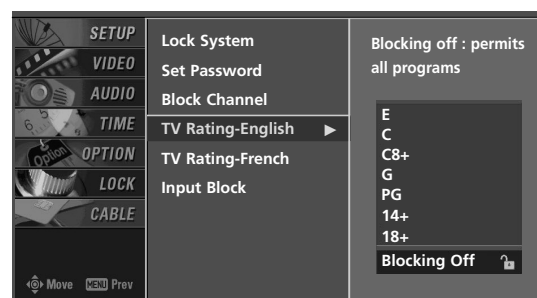 SETUP
VIDEO
AUDIO
TIME
OPTION
LOCK
CABLE
Move MENU Prev
Lock System
Set Password
Block Channel
TV Rating-English ▶
TV Rating-French
Input Block
Blocking off : permits
all programs
E
C
C8+
G
PG
14+
18+
Blocking Off